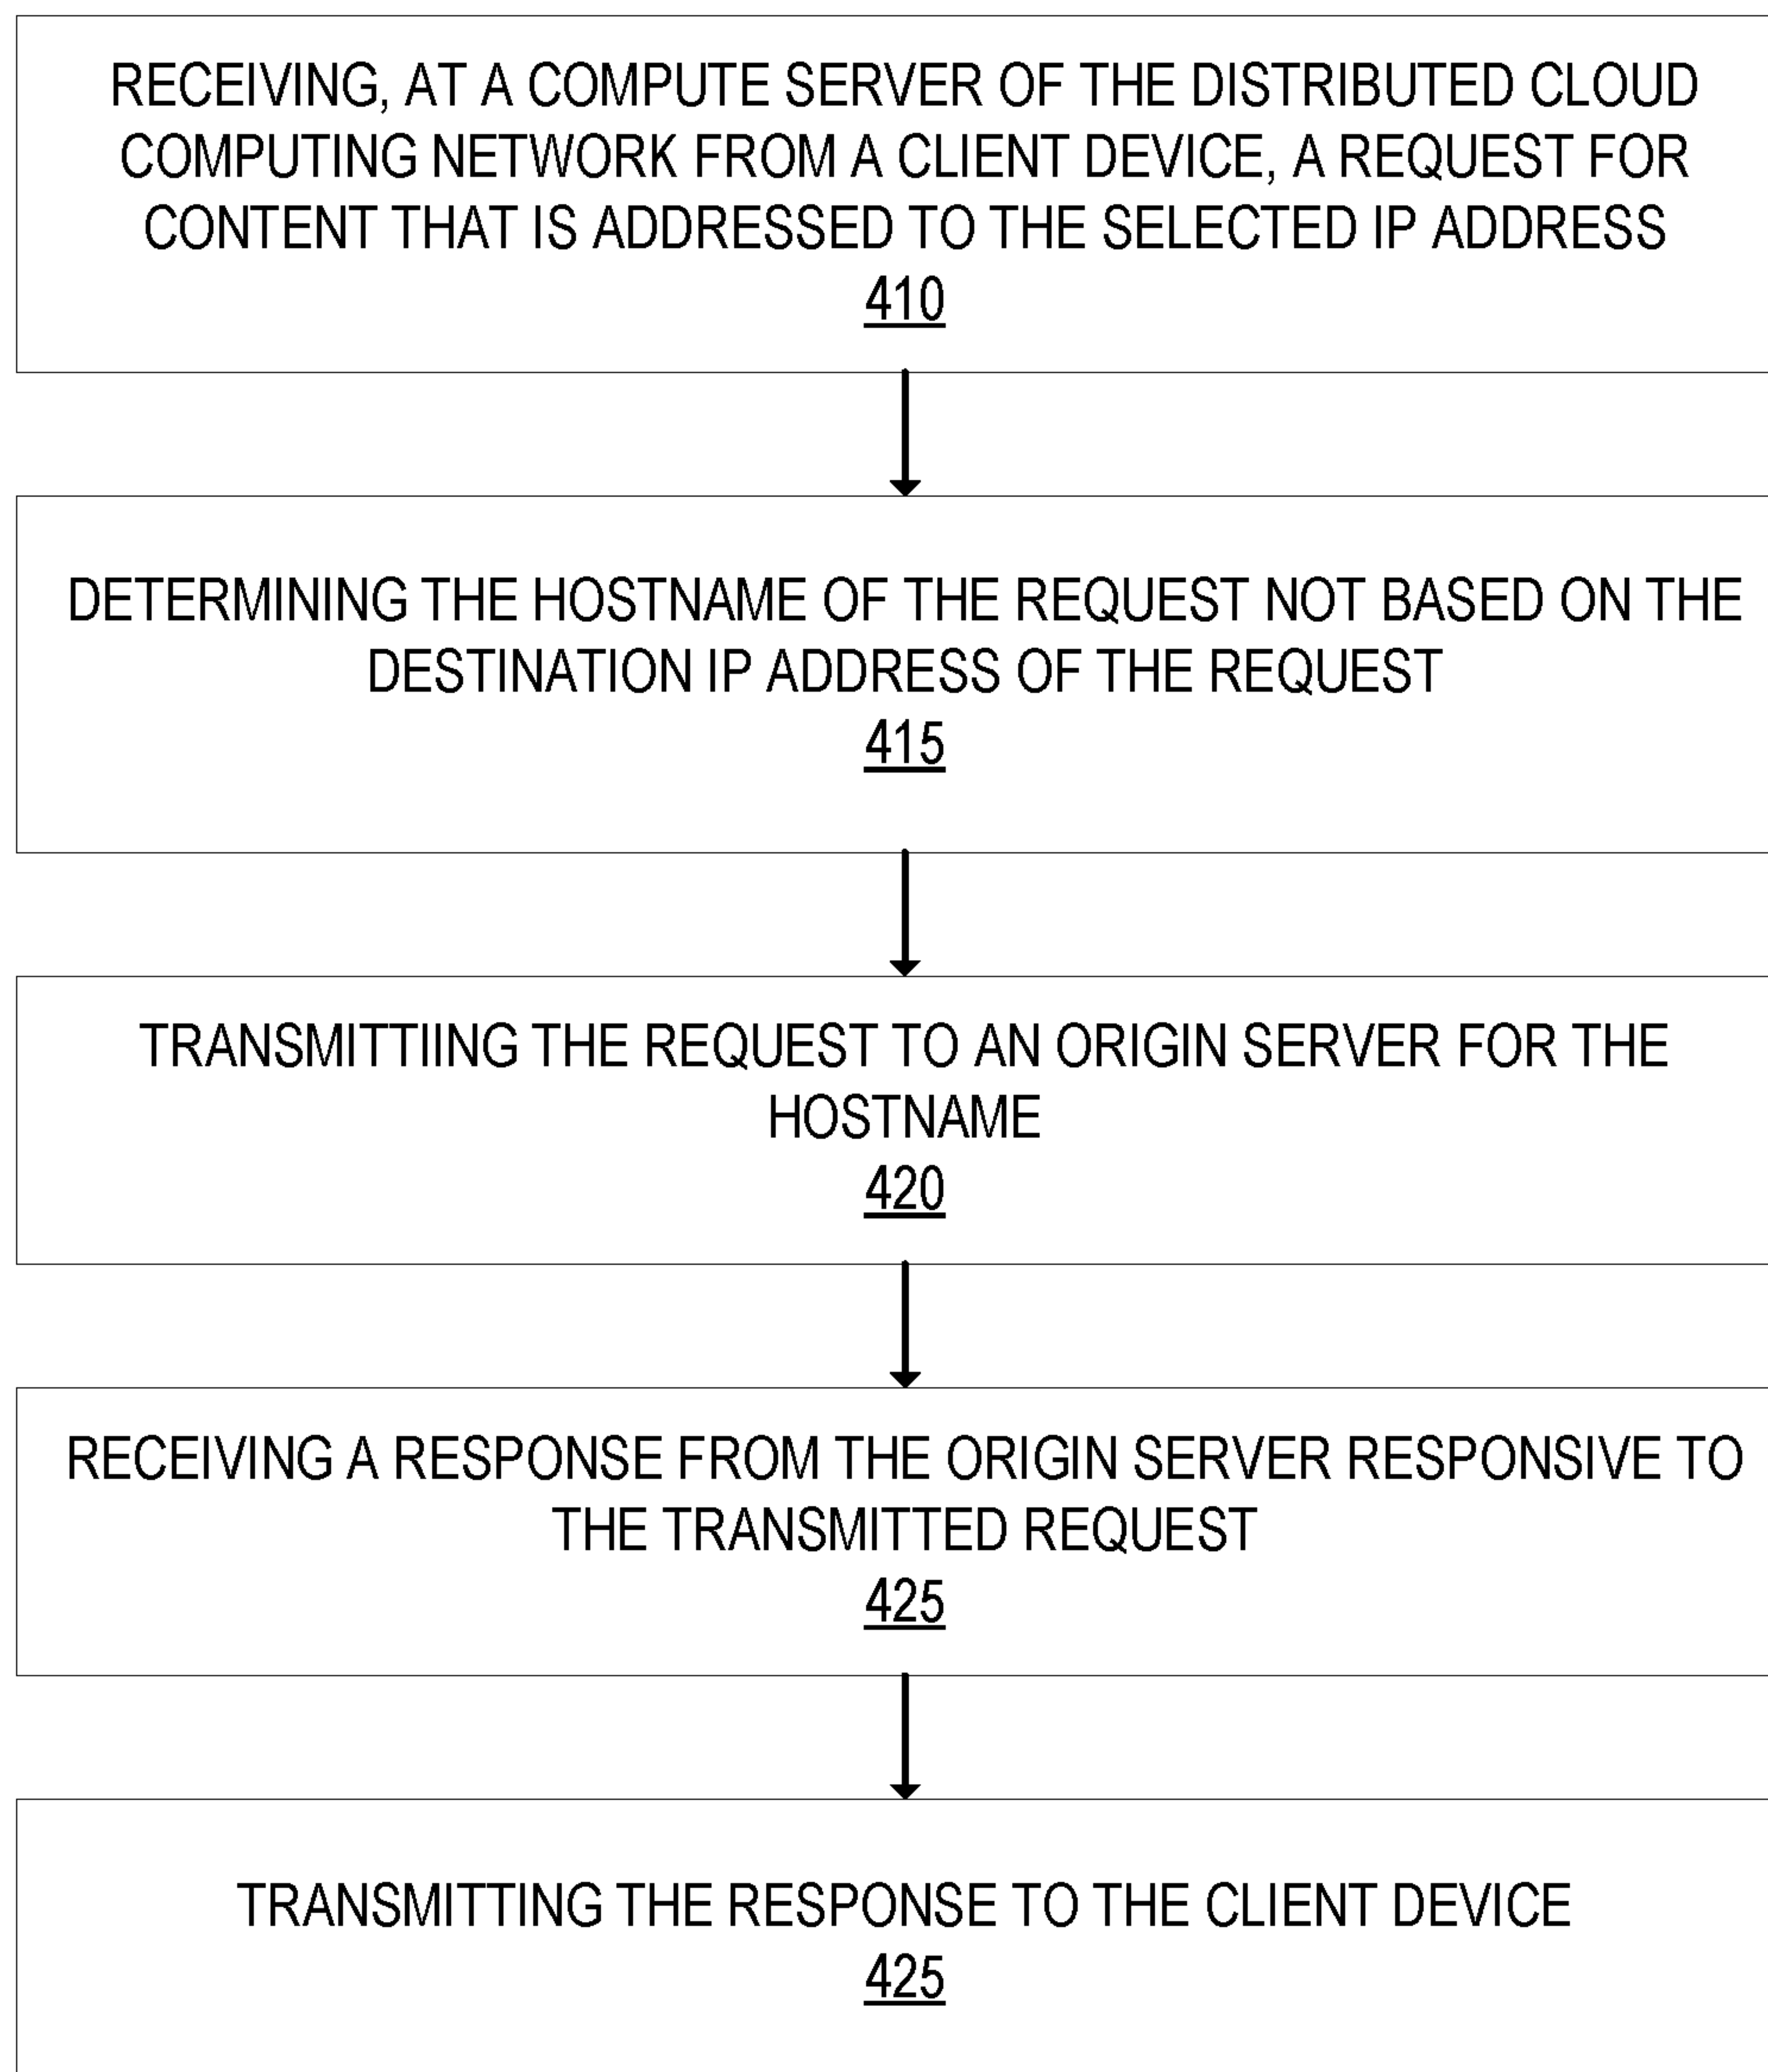 RECEIVING, AT A COMPUTE SERVER OF THE DISTRIBUTED CLOUD
COMPUTING NETWORK FROM A CLIENT DEVICE, A REQUEST FOR
CONTENT THAT IS ADDRESSED TO THE SELECTED IP ADDRESS
410
DETERMINING THE HOSTNAME OF THE REQUEST NOT BASED ON THE
DESTINATION IP ADDRESS OF THE REQUEST
415
TRANSMITTIING THE REQUEST TO AN ORIGIN SERVER FOR THE
HOSTNAME
420
RECEIVING A RESPONSE FROM THE ORIGIN SERVER RESPONSIVE TO
THE TRANSMITTED REQUEST
425
TRANSMITTING THE RESPONSE TO THE CLIENT DEVICE
425